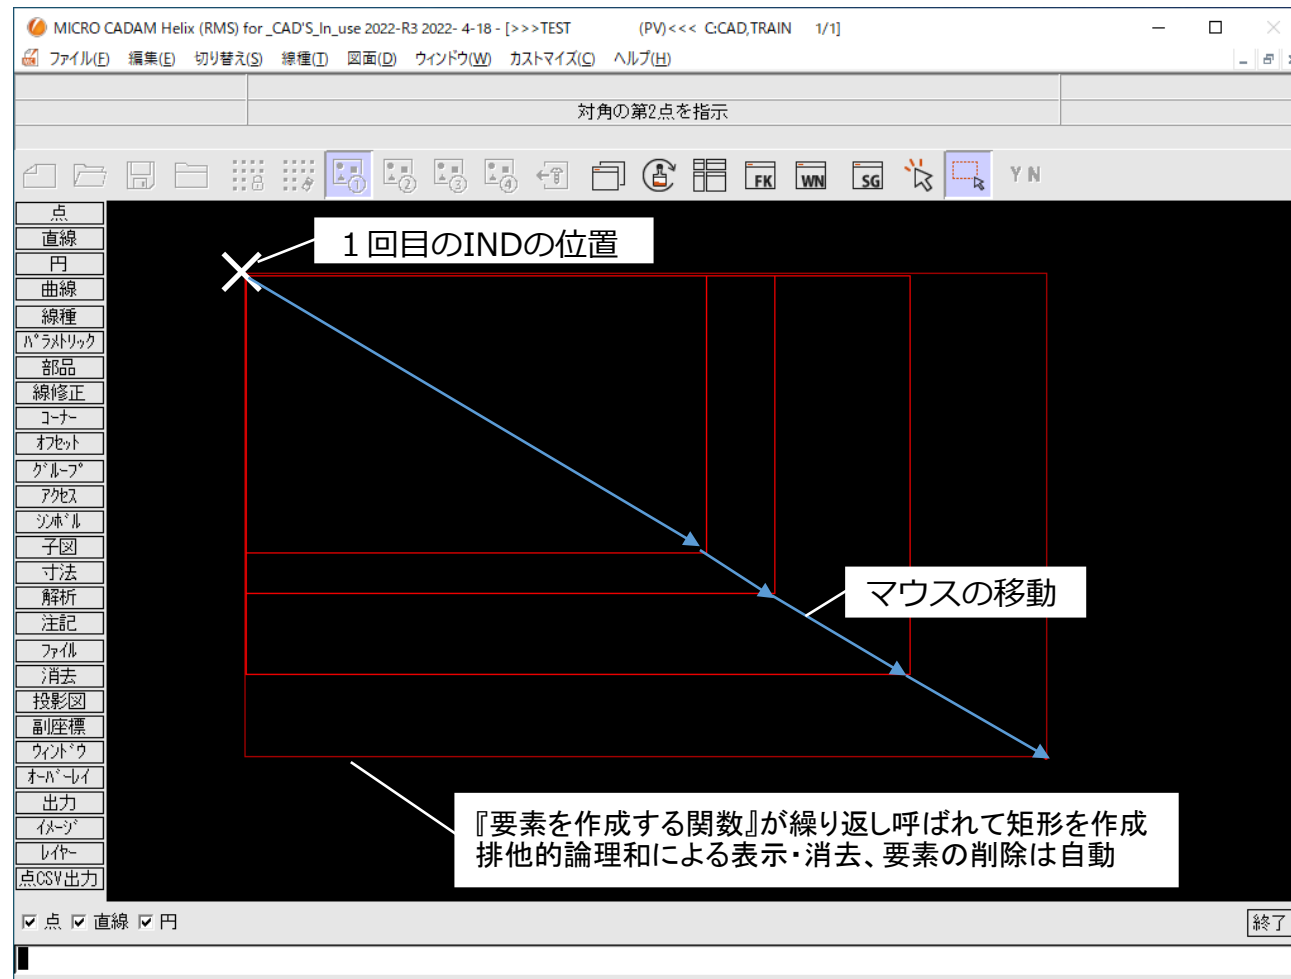 MICRO CADAM Helix (RMS) for _CAD'S_In_use 2022-R3 2022- 4-18 - [>>>TEST (PV)<<< C:CAD,TRAIN 1/1]
ファイル(F) 編集(E) 切り替え(S) 線種(T) 図面(D) ウィンドウ(W) カストマイズ(C) ヘルプ(H)
対角の第2点を指示
1 2 3 4 FK WN SG Y N
点
直線
円
曲線
線種
パラメトリック
部品
線修正
コーナー
オフセット
グループ
アクセス
シンボル
子図
寸法
解析
注記
ファイル
消去
投影図
副座標
ウィンドウ
オーバーレイ
出力
イメージ
レイヤー
点CSV出力
１回目のINDの位置
マウスの移動
『要素を作成する関数』が繰り返し呼ばれて矩形を作成
排他的論理和による表示・消去、要素の削除は自動
点 直線 円
終了